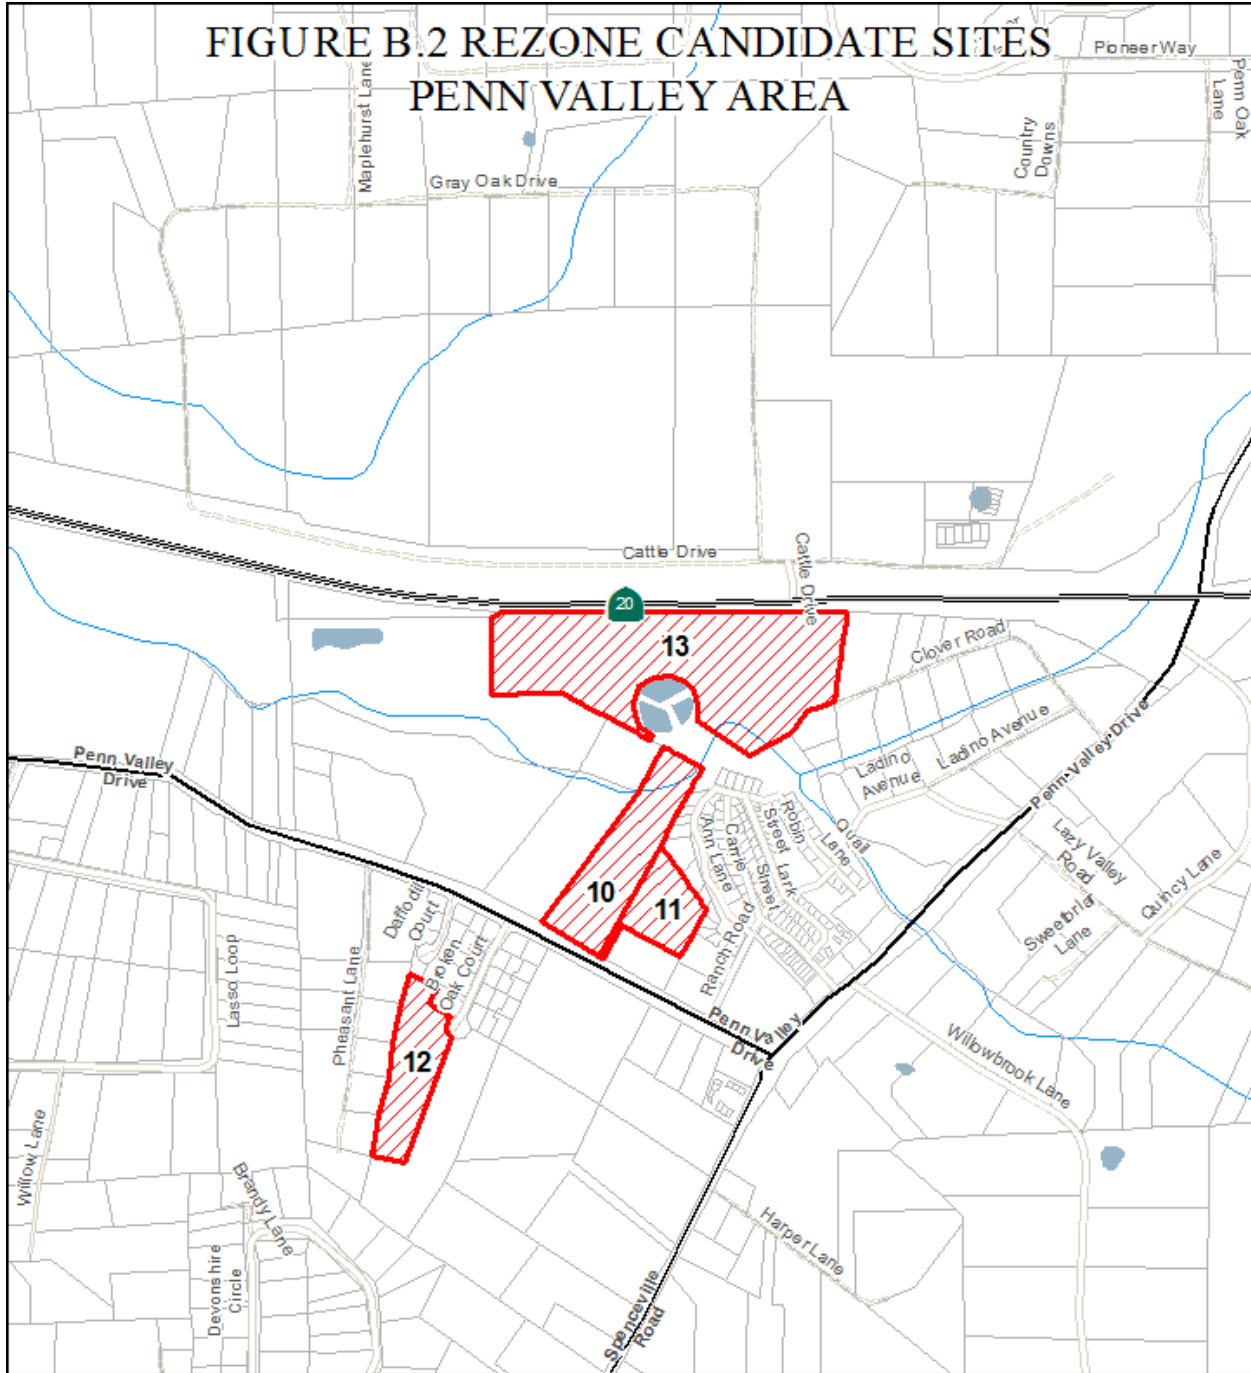 FIGURE B.2 REZONE CANDIDATE SITES
PENN VALLEY AREA
Pioneer Way
Penn Oak
Lane
Maplehurst Lane
Country
Downs
Gray Oak Drive
Cattle Drive
Cattle Drive
20
13
Clover Road
Ladino Avenue
Ladino
Avenue
Penn Valley Drive
Penn Valley
Drive
Robin
Street
Lark
Street
Quail
Lane
Carrie
Ann Lane
Lazy Valley
Road
Quincy Lane
Sweetbrier
Lane
10
11
Ranch Road
Daffodil
Court
Broken
Oak Court
Lasso Loop
Pheasant Lane
12
Penn Valley
Drive
Willowbrook Lane
Willow Lane
Brandy Lane
Devonshire
Circle
Harper Lane
Spenceville
Road